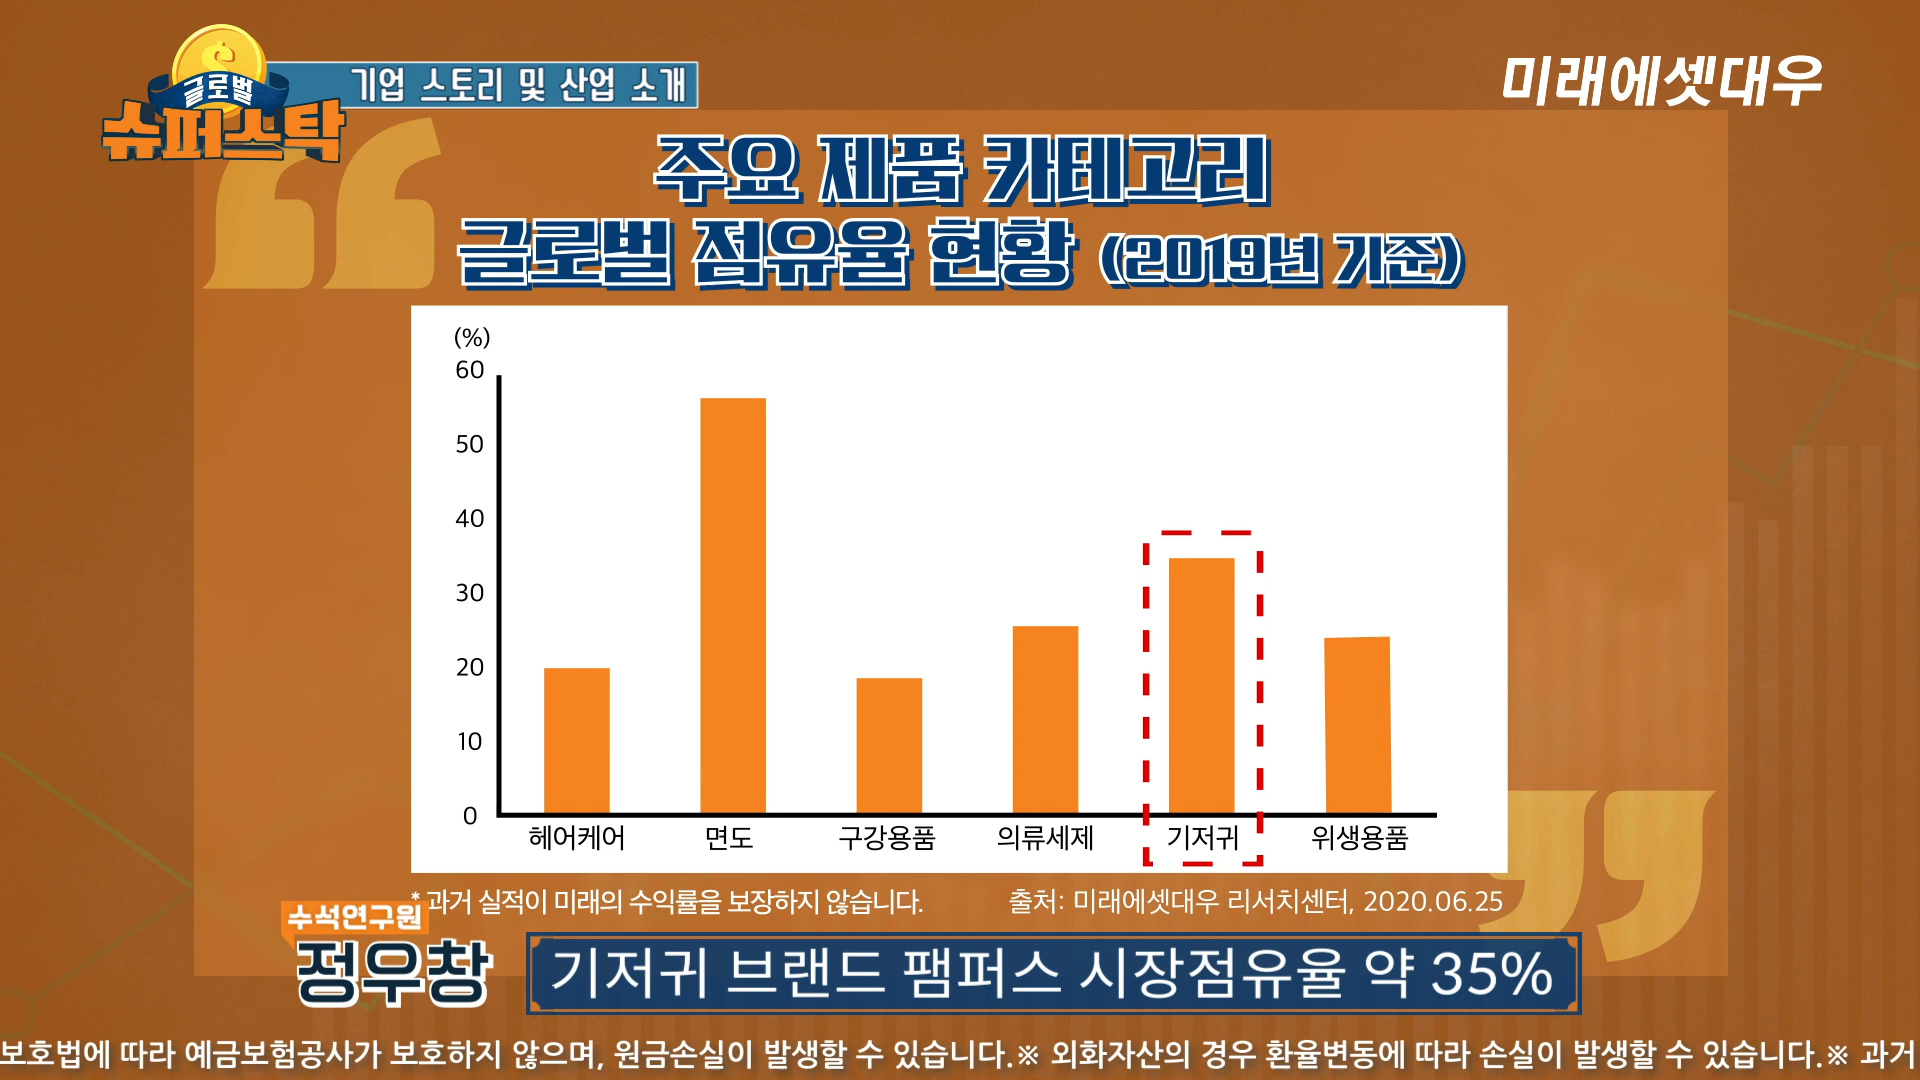 글로벌
슈퍼스탁
기업 스토리 및 산업 소개
미래에셋대우
주요 제품 카테고리
글로벌 점유율 현황 (2019년 기준)
(%)
60
50
40
30
20
10
0
헤어케어 면도 구강용품 의류세제 기저귀 위생용품
* 과거 실적이 미래의 수익률을 보장하지 않습니다.
출처: 미래에셋대우 리서치센터, 2020.06.25
수석연구원
정우창
기저귀 브랜드 팸퍼스 시장점유율 약 35%
보호법에 따라 예금보험공사가 보호하지 않으며, 원금손실이 발생할 수 있습니다.※ 외화자산의 경우 환율변동에 따라 손실이 발생할 수 있습니다.※ 과거